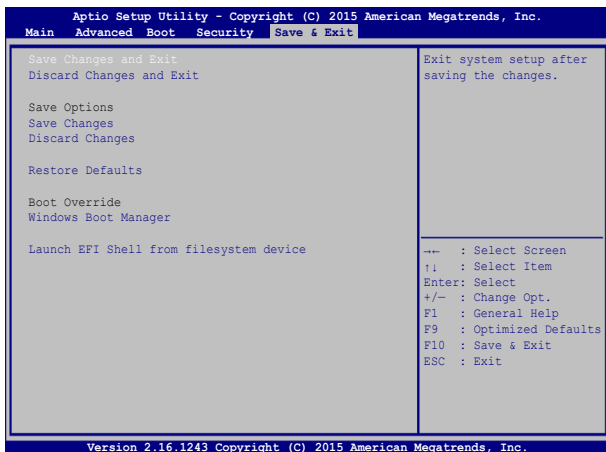 Aptio Setup Utility - Copyright (C) 2015 American Megatrends, Inc.
Main Advanced Boot Security Save & Exit
Save Changes and Exit
Discard Changes and Exit
Save Options
Save Changes
Discard Changes
Restore Defaults
Boot Override
Windows Boot Manager
Launch EFI Shell from filesystem device
Exit system setup after
saving the changes.
→← : Select Screen
↑↓ : Select Item
Enter: Select
+/— : Change Opt.
F1 : General Help
F9 : Optimized Defaults
F10 : Save & Exit
ESC : Exit
Version 2.16.1243 Copyright (C) 2015 American Megatrends, Inc.